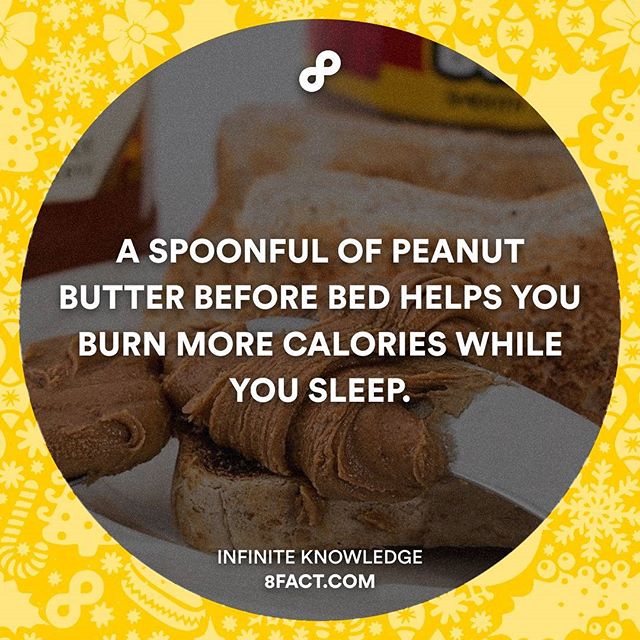 A SPOONFUL OF PEANUT
BUTTER BEFORE BED HELPS YOU
BURN MORE CALORIES WHILE
YOU SLEEP.
INFINITE KNOWLEDGE
8FACT.COM